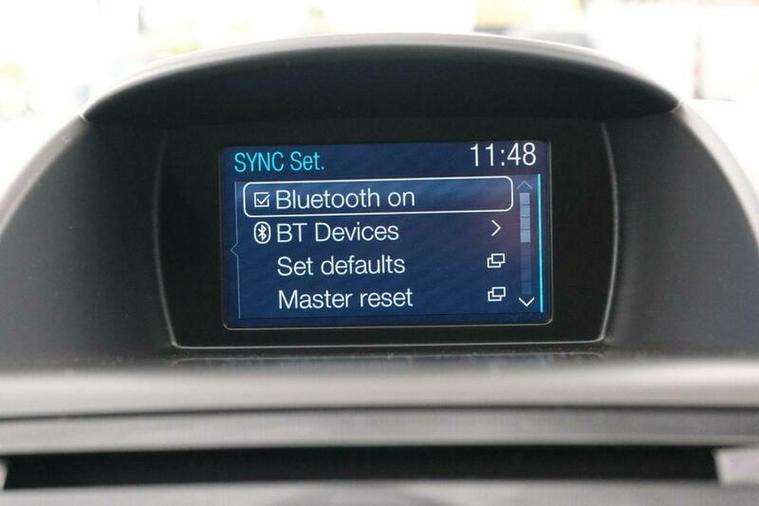 SYNC Set. 11:48
Bluetooth on
BT Devices
Set defaults
Master reset